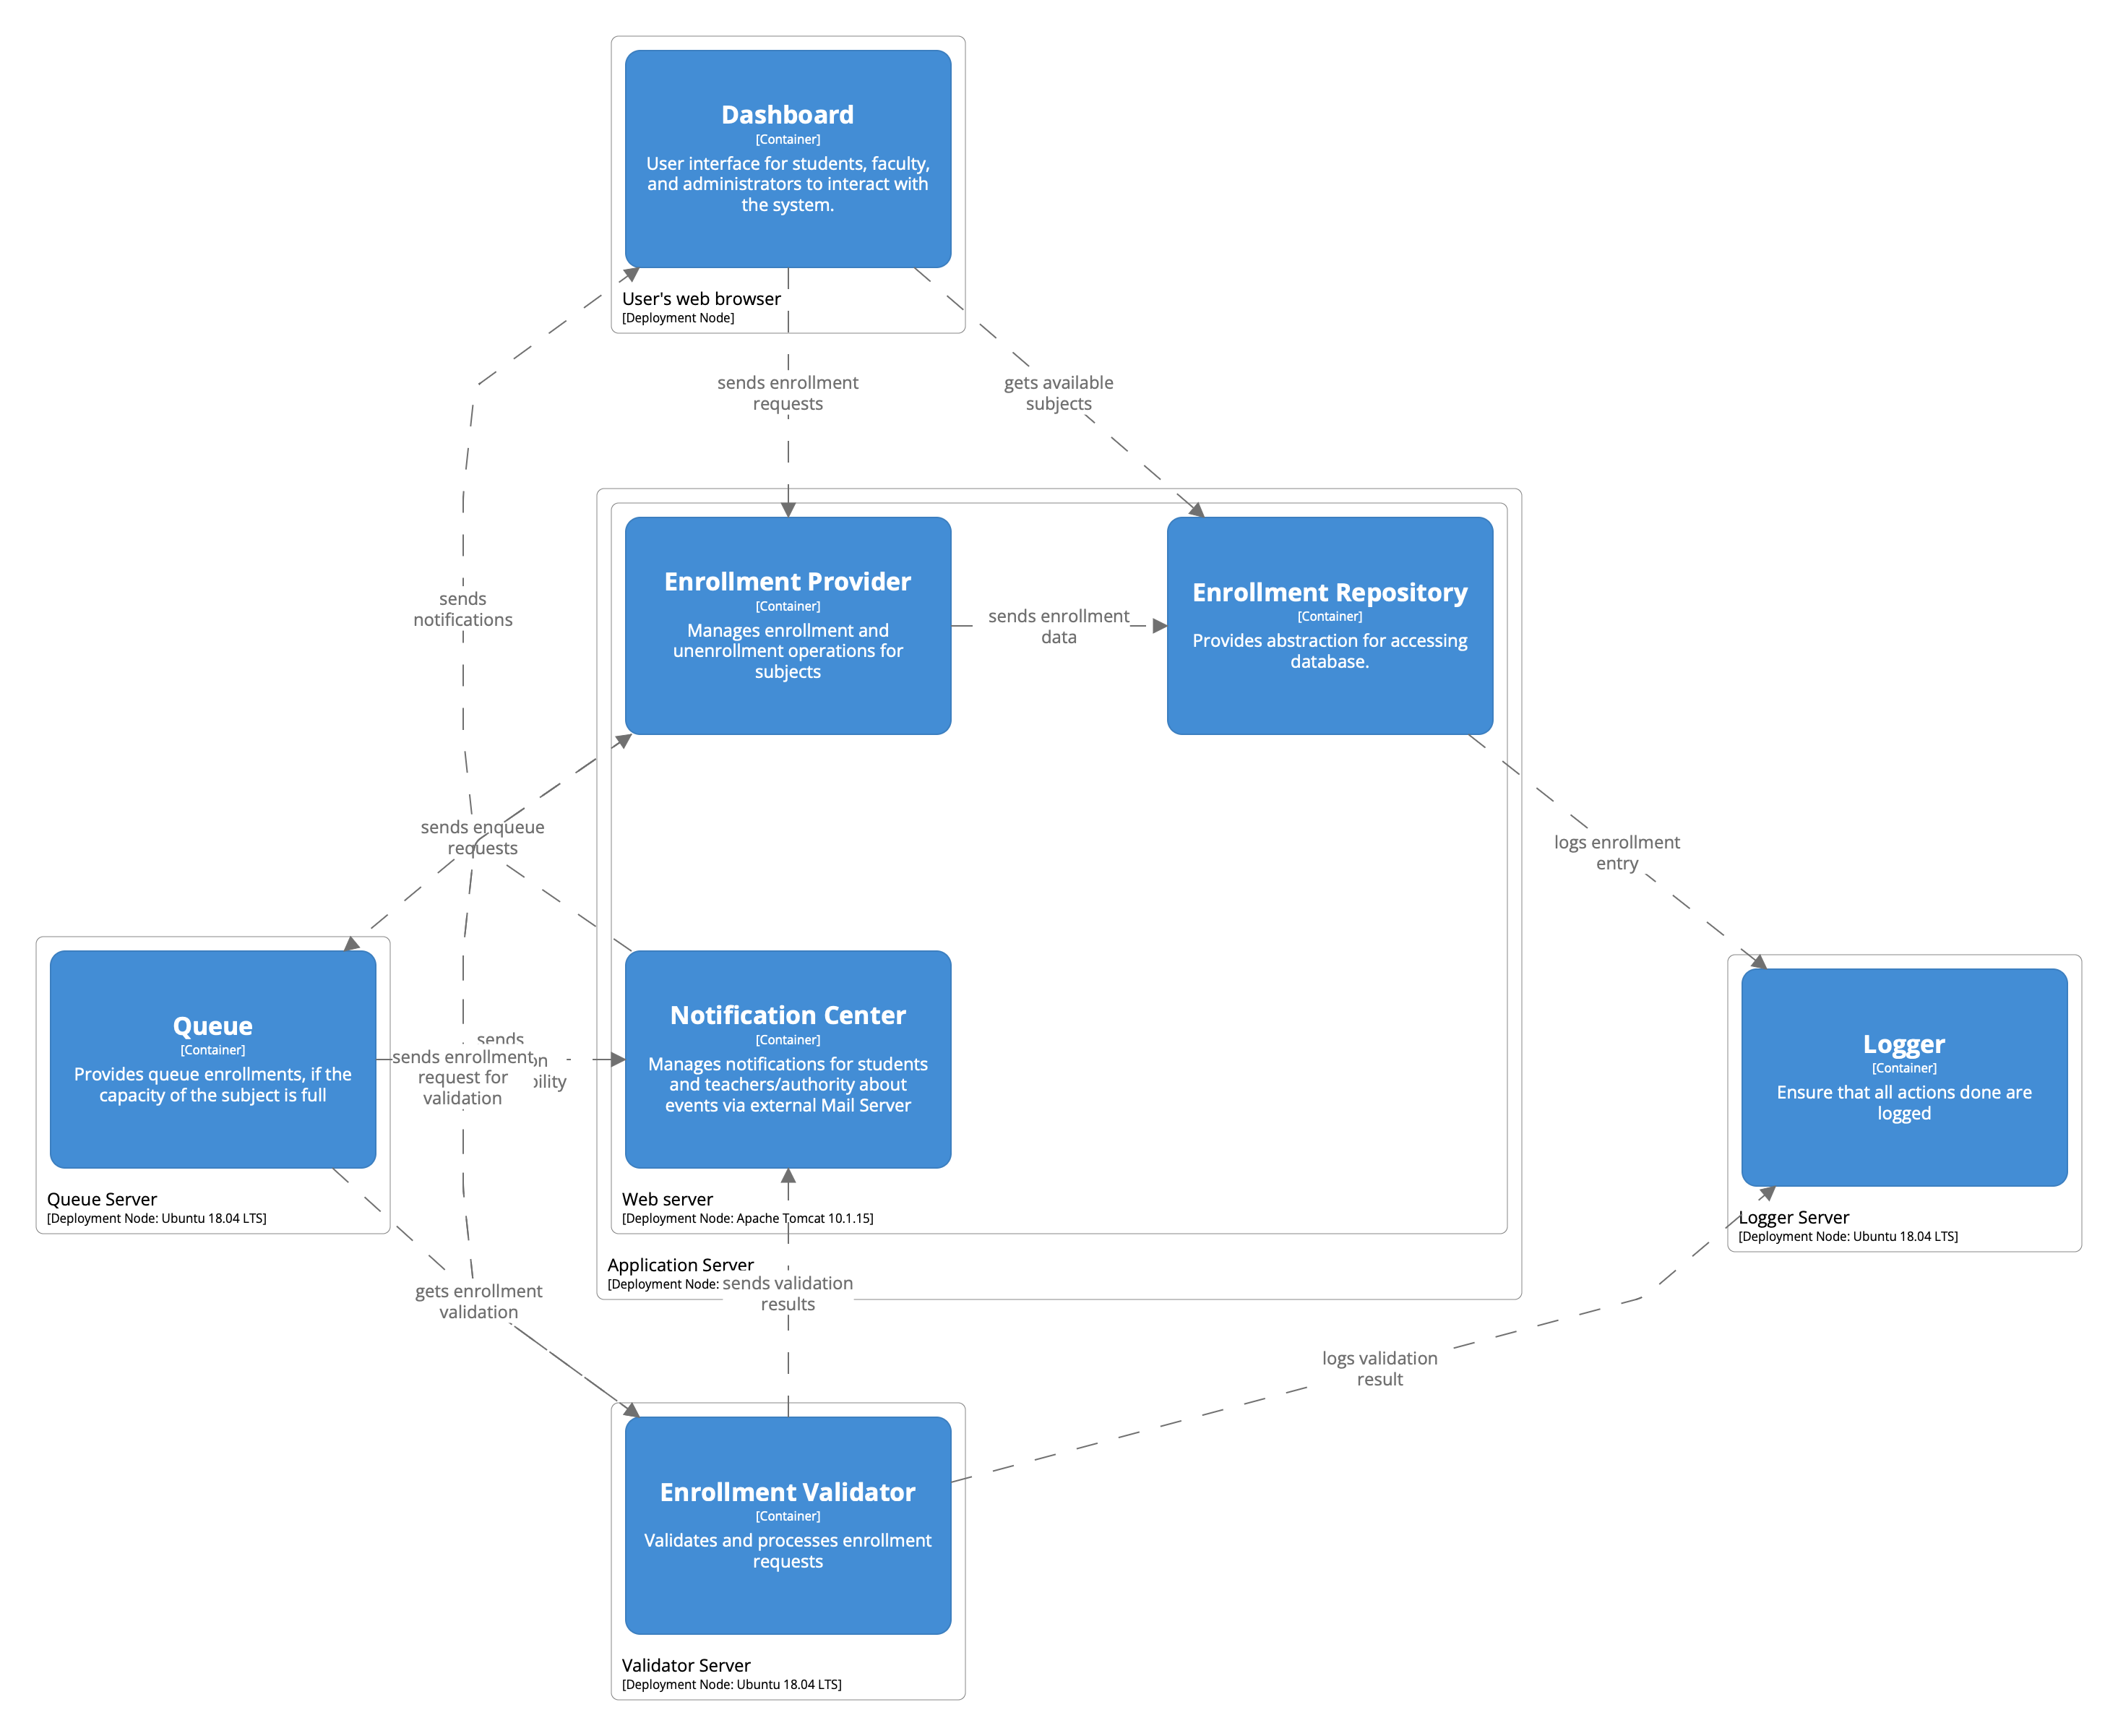 Dashboard
[Container]
User interface for students, faculty,
and administrators to interact with
the system.
User's web browser
[Deployment Node]
sends enrollment
requests
gets available
subjects
sends
notifications
Enrollment Provider
[Container]
Manages enrollment and
unenrollment operations for
subjects
sends enrollment
data
Enrollment Repository
[Container]
Provides abstraction for accessing
database.
sends enqueue
requests
logs enrollment
entry
Queue
[Container]
Provides queue enrollments, if the
capacity of the subject is full
Queue Server
[Deployment Node: Ubuntu 18.04 LTS]
sends
sends enrollment
request for
validation
Notification Center
[Container]
Manages notifications for students
and teachers/authority about
events via external Mail Server
Web server
[Deployment Node: Apache Tomcat 10.1.15]
Application Server
[Deployment Node:
sends validation
results
Logger
[Container]
Ensure that all actions done are
logged
Logger Server
[Deployment Node: Ubuntu 18.04 LTS]
gets enrollment
validation
logs validation
result
Enrollment Validator
[Container]
Validates and processes enrollment
requests
Validator Server
[Deployment Node: Ubuntu 18.04 LTS]